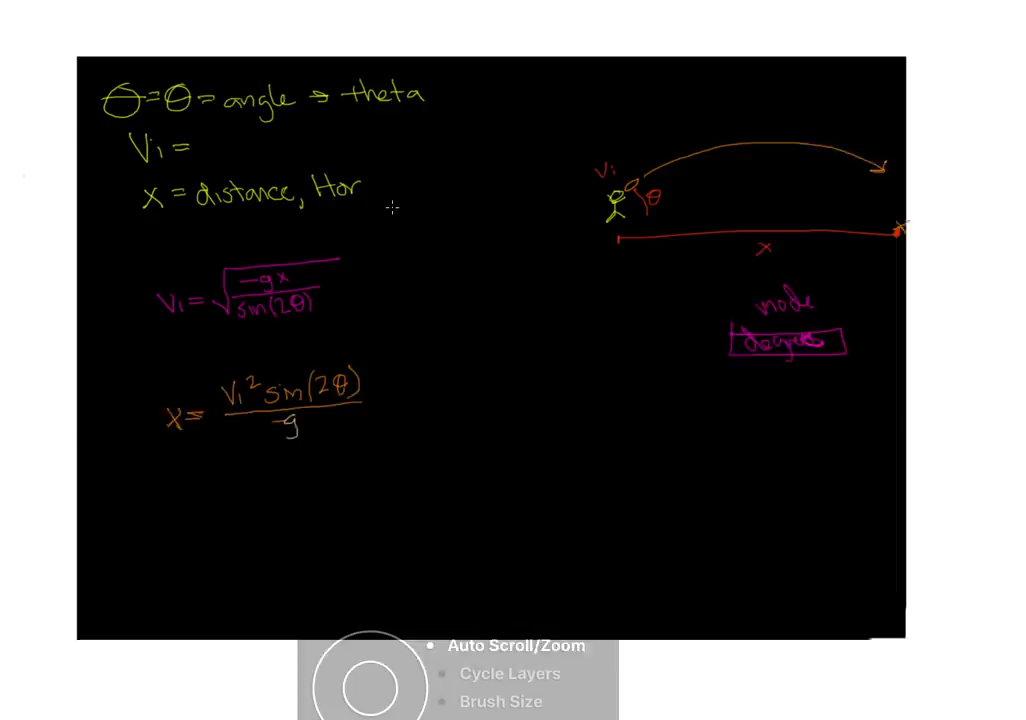 θ = θ = angle → theta
Vi =
x = distance, Hor
Vi
θ
x
Vi = √(-gx / sin(2θ))
mode
degrees
x = Vi² sin(2θ) / -g
• Auto Scroll/Zoom
• Cycle Layers
• Brush Size